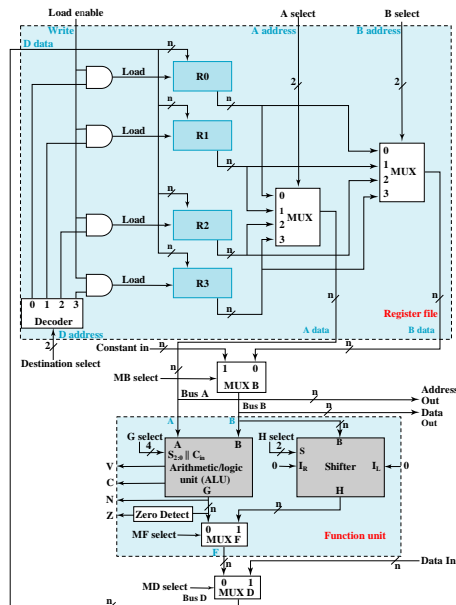 Load enable
A select
B select
Write
A address
B address
D data
n
n
Load
R0
2
2
n
n
n
Load
R1
0
1
2
3
MUX
n
n
n
0
1
2
3
MUX
Load
R2
n
n
n
Load
R3
0 1 2 3
n
n
n
Decoder
Register file
D address
A data
B data
2
Constant in
n
n
Destination select
n
1 0
MB select
MUX B
Bus A
n
Address
Out
Bus B
n
Data
Out
A
B
G select
4
A
B
H select
2
B
S2:0 || Cin
S
V
Arithmetic/logic
unit (ALU)
0
IR
Shifter
IL
0
C
N
G
H
n
Z
Zero Detect
0 1
MF select
MUX F
Function unit
F
n
n
Data In
0 1
MD select
MUX D
n
Bus D